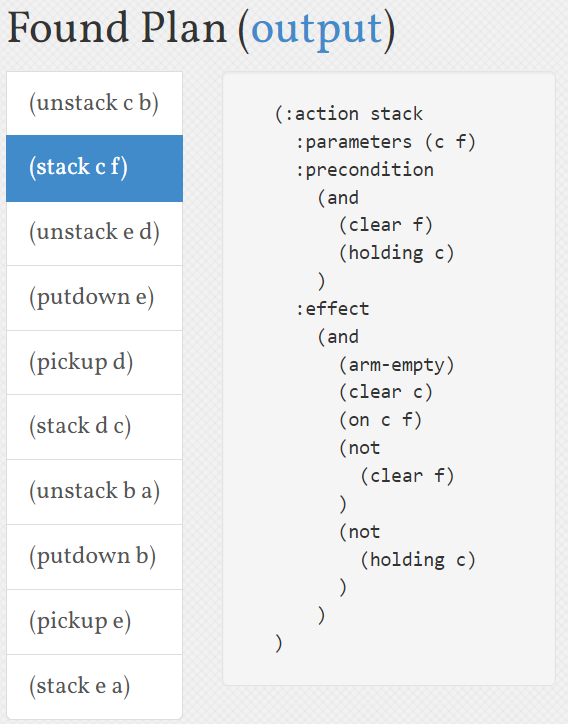 Found Plan (output)
(unstack c b)
(stack c f)
(unstack e d)
(putdown e)
(pickup d)
(stack d c)
(unstack b a)
(putdown b)
(pickup e)
(stack e a)
(:action stack
  :parameters (c f)
  :precondition
    (and
      (clear f)
      (holding c)
    )
  :effect
    (and
      (arm-empty)
      (clear c)
      (on c f)
      (not
        (clear f)
      )
      (not
        (holding c)
      )
    )
)